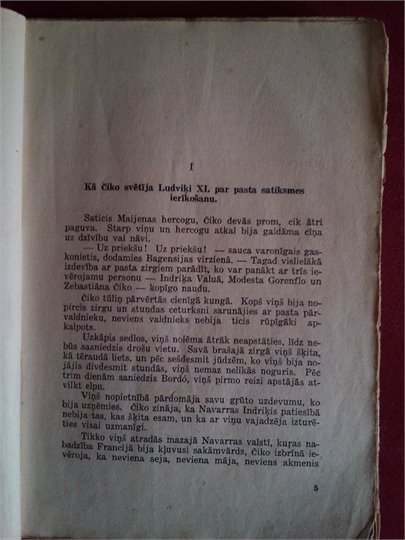 I
Kā Čiko svētīja Ludviķi XI. par pasta satiksmes
ierīkošanu.
Saticis Maijenas hercogu, Čiko devās prom, cik ātri
paguva. Starp viņu un hercogu atkal bija gaidāma cīņa
uz dzīvību vai nāvi.
— Uz priekšu! Uz priekšu! — sauca varonīgais gas-
konietis, dodamies Bagensijas virzienā. — Tagad vislielākā
izdevība ar pasta zirgiem parādīt, ko var panākt ar trīs ie-
vērojamu personu — Indriķa Valuā, Modesta Gorenflo un
Zebastiāna Čiko — kopīgo naudu.
Čiko tūliņ pārvērtās cienīgā kungā. Kopš viņš bija no-
pircis zirgu un stundas ceturksni sarunājies ar pasta pār-
valdnieku, neviens valdnieks nebija ticis rūpīgāki ap-
kalpots.
Uzkāpis sedlos, viņš nolēma ātrāk neapstāties, līdz ne-
būs sasniedzis drošu vietu. Savā brašajā zirgā viņš šķita,
kā tērauda liets, un pēc sešdesmit jūdzēm, ko viņš bija no-
jājis divdesmit stundās, viņš nemaz nelikās noguris. Pēc
trim dienām saniedzis Bordó, viņš pirmo reizi apstājās at-
vilkt elpu.
Viņš nopietnībā pārdomāja savu grūto uzdevumu, ko
bija uzņēmies. Čiko zināja, ka Navarras Indriķis patiesībā
nebija tas, kas šķita esam, un ka ar viņu vajadzēja izturē-
ties visai uzmanīgi.
Tikko viņš atradās mazajā Navarras valstī, kuŗas na-
badzība Francijā bija kļuvusi sakāmvārds, Čiko izbrīnā ie-
vēroja, ka neviena seja, neviena māja, neviens akmenis
5